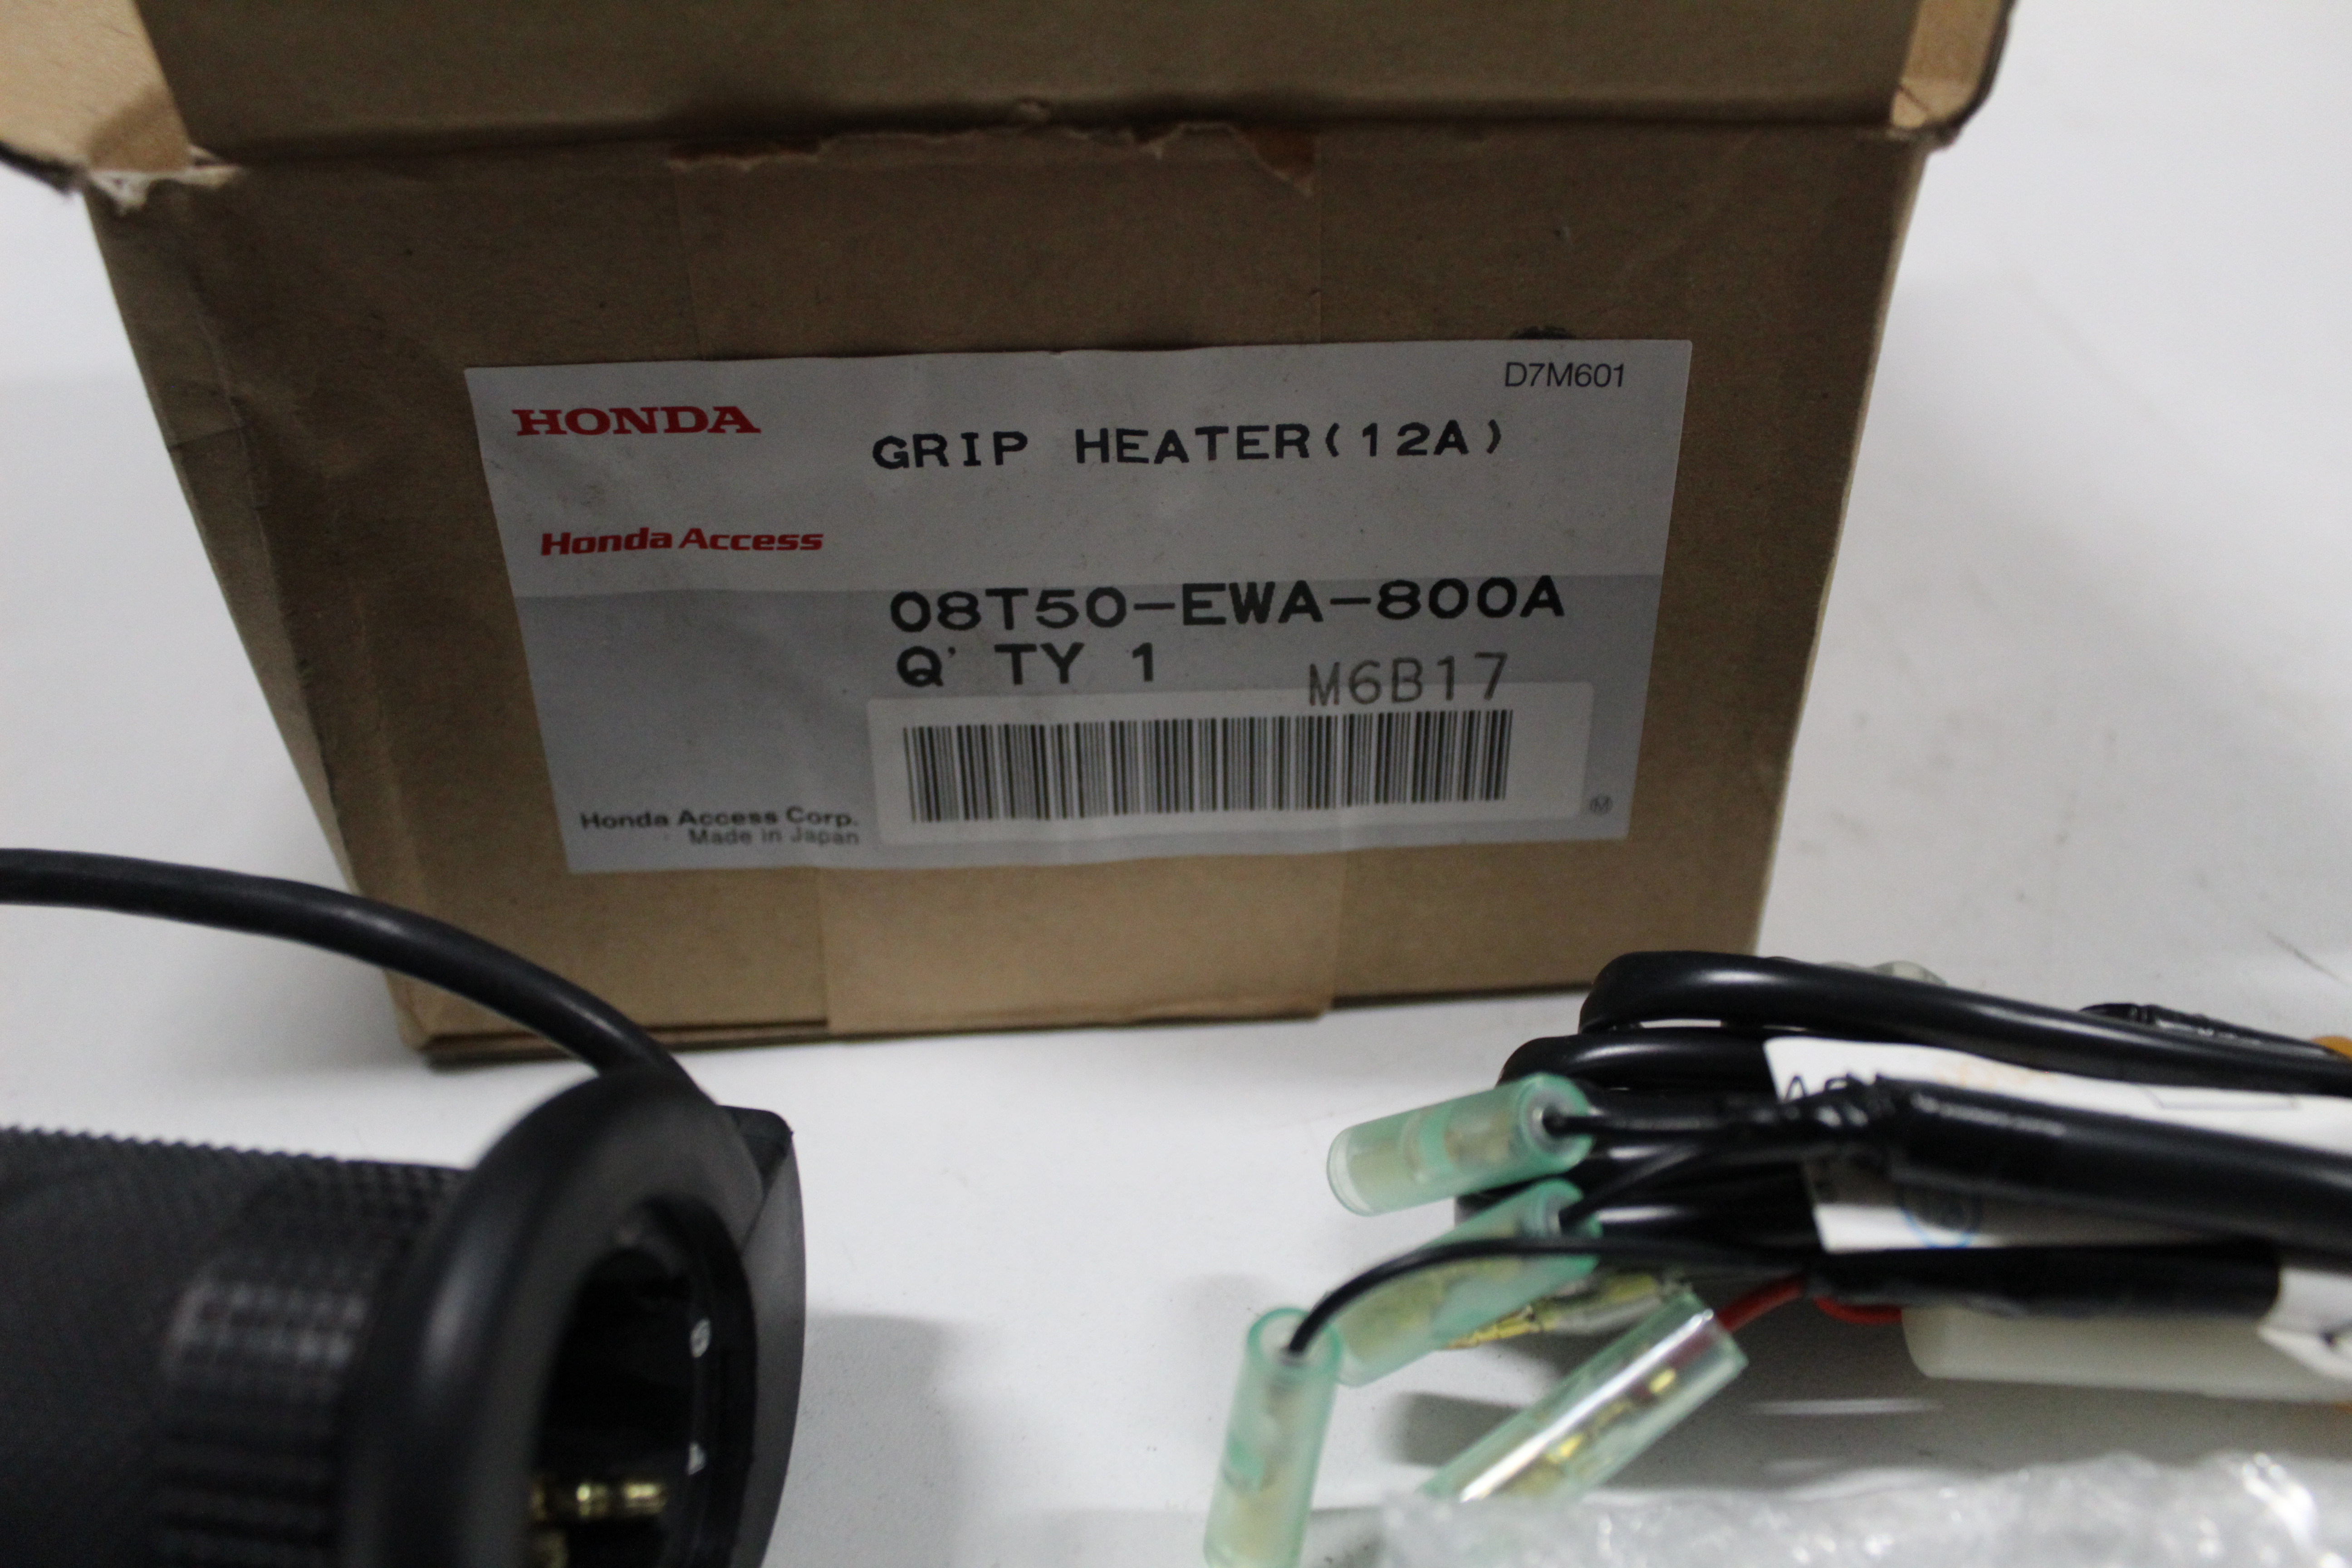 D7M601
HONDA
GRIP HEATER(12A)
Honda Access
08T50-EWA-800A
Q'TY 1
M6B17
Honda Access Corp.
Made in Japan
M